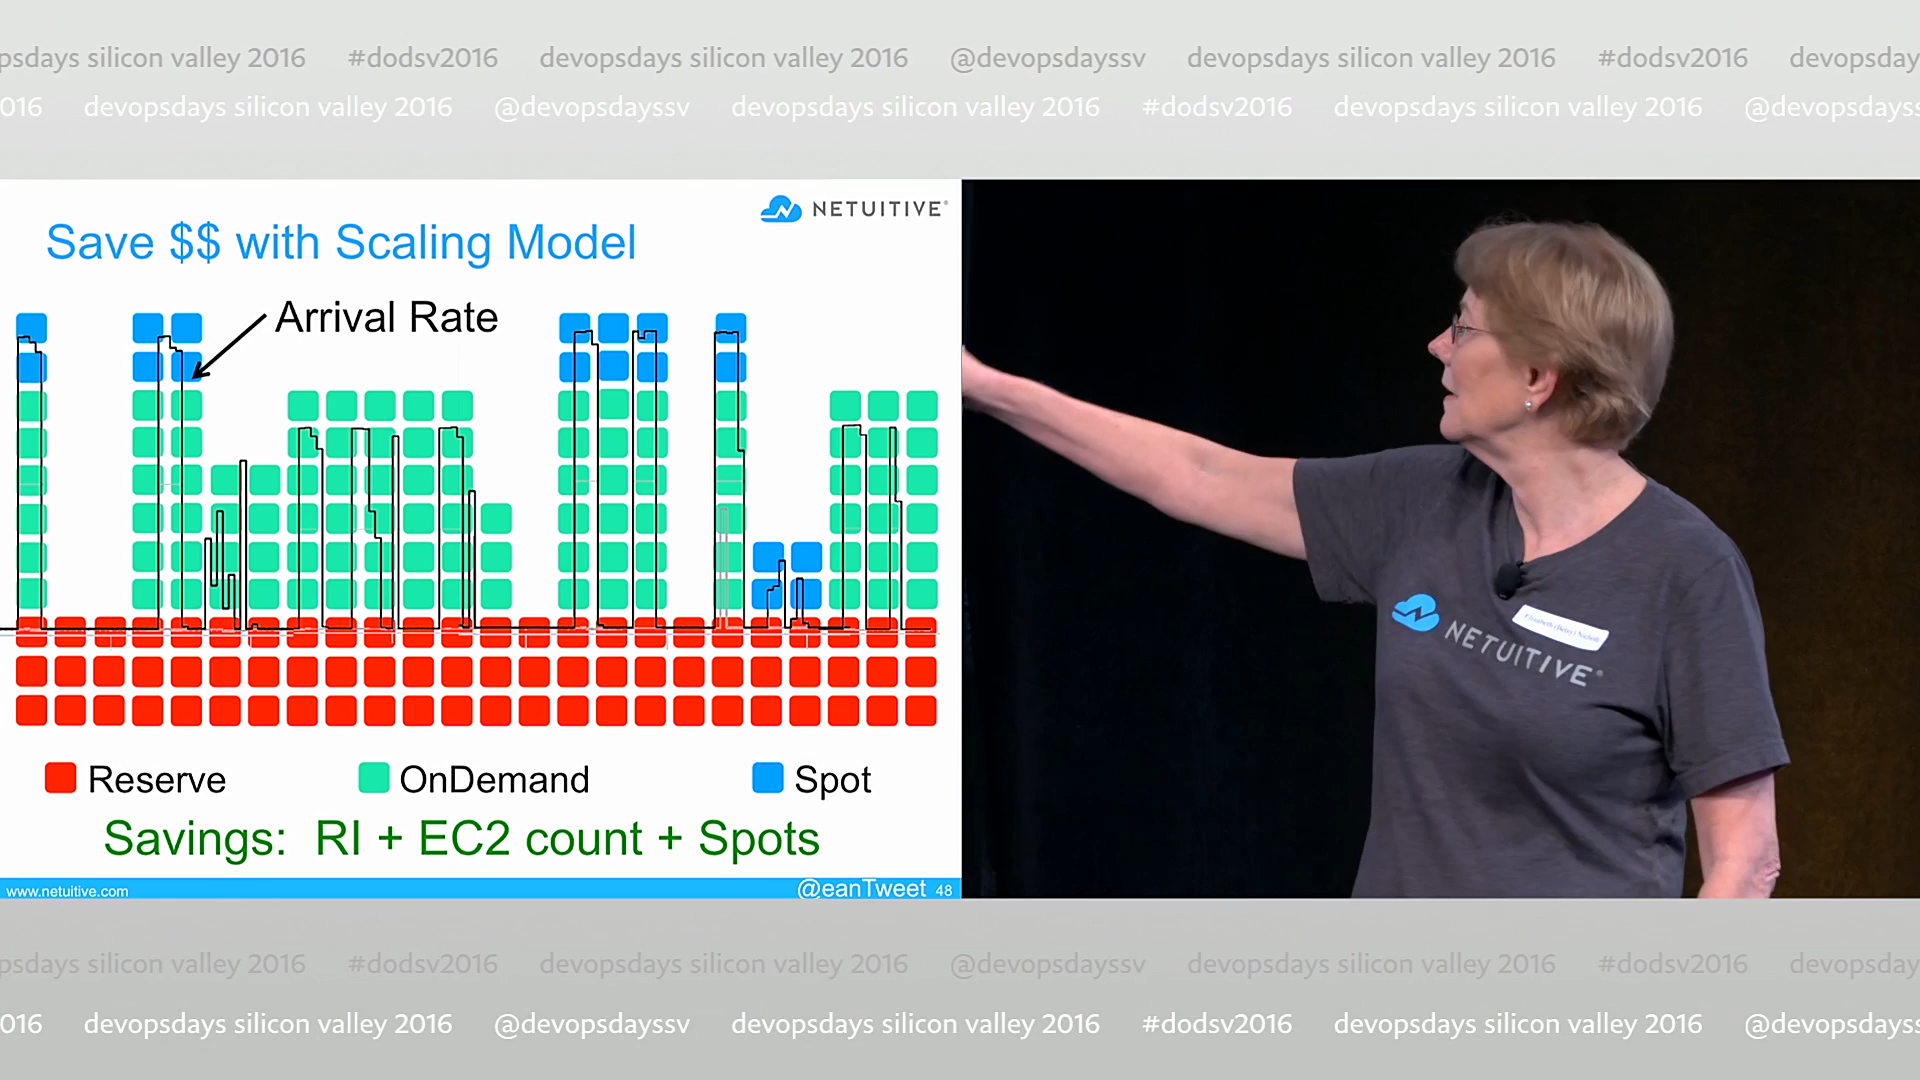 psdays silicon valley 2016 #dodsv2016 devopsdays silicon valley 2016 @devopsdayssv devopsdays silicon valley 2016 #dodsv2016 devopsday
016 devopsdays silicon valley 2016 @devopsdayssv devopsdays silicon valley 2016 #dodsv2016 devopsdays silicon valley 2016 @devopsdayss
NETUITIVE®
Save $$ with Scaling Model
Arrival Rate
Reserve OnDemand Spot
Savings: RI + EC2 count + Spots
www.netuitive.com @eanTweet 48
NETUITIVE®
psdays silicon valley 2016 #dodsv2016 devopsdays silicon valley 2016 @devopsdayssv devopsdays silicon valley 2016 #dodsv2016 devopsday
016 devopsdays silicon valley 2016 @devopsdayssv devopsdays silicon valley 2016 #dodsv2016 devopsdays silicon valley 2016 @devopsdayss